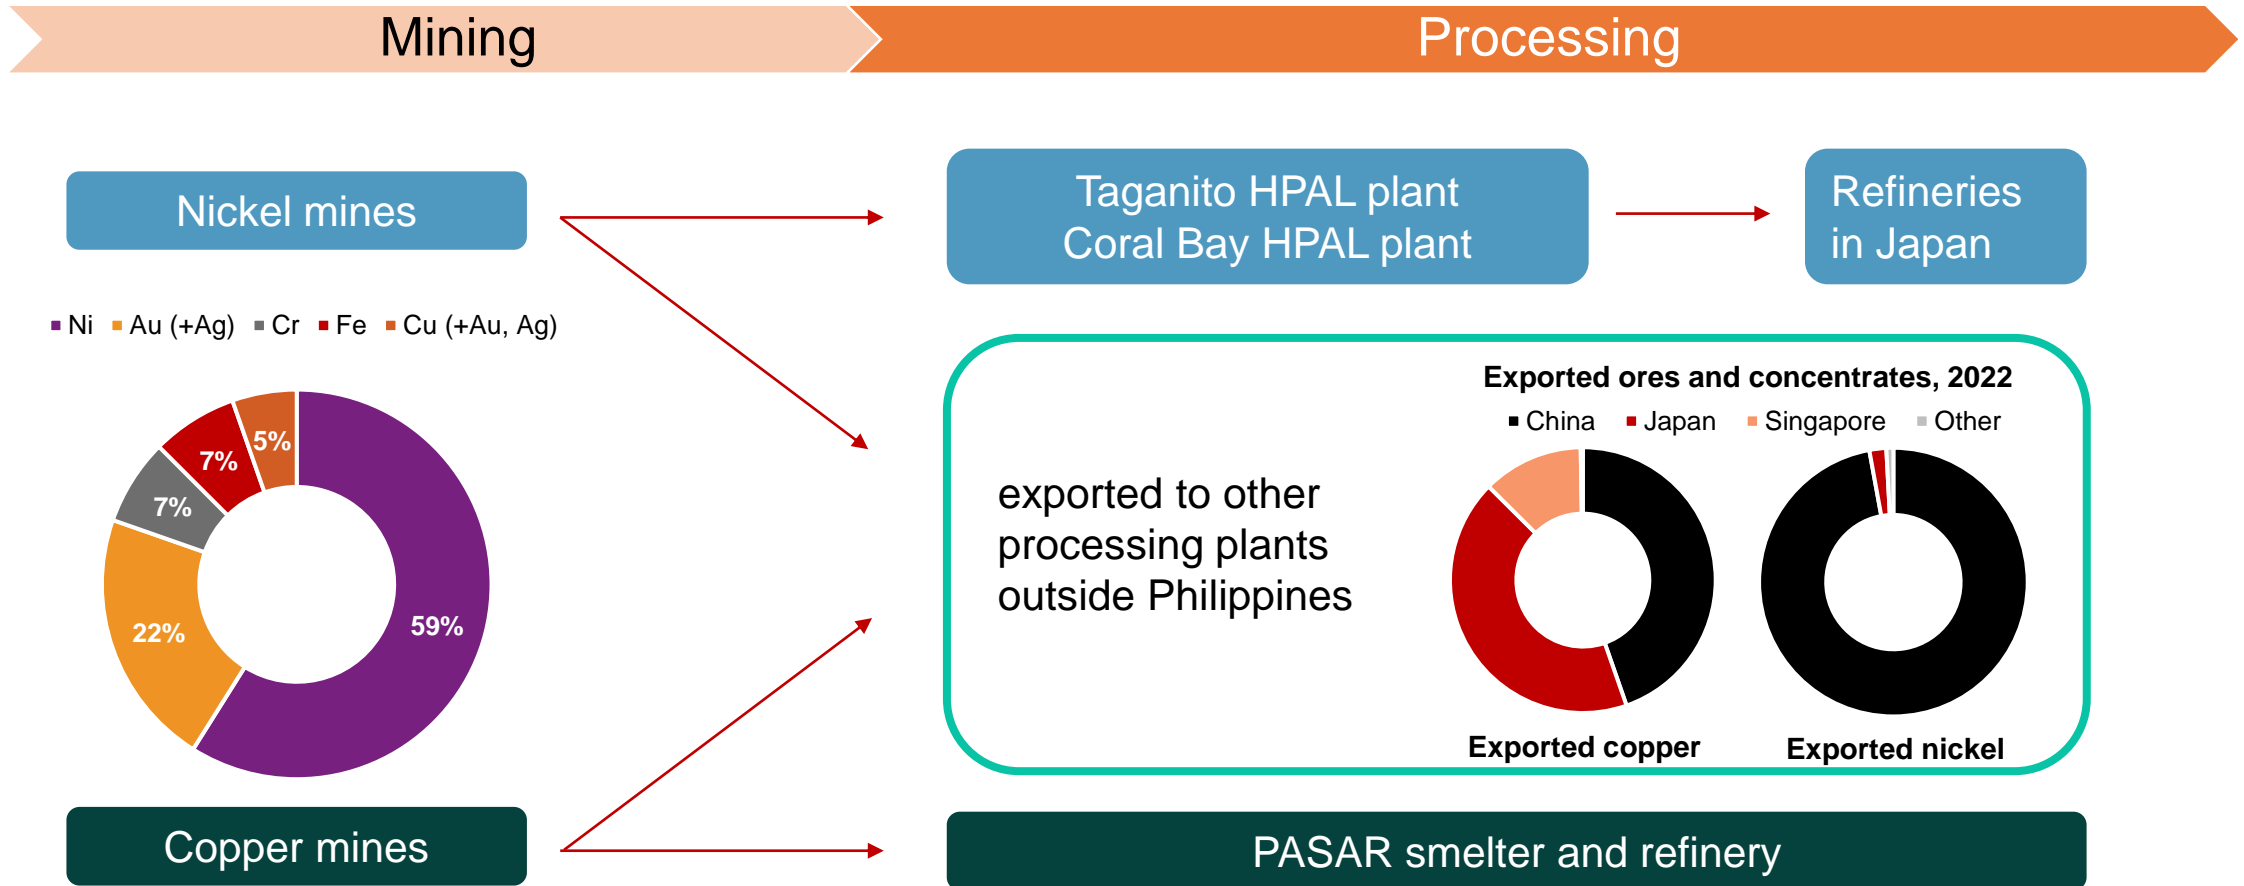 Mining
Processing
Nickel mines
Taganito HPAL plant
Coral Bay HPAL plant
Refineries
in Japan
Ni Au (+Ag) Cr Fe Cu (+Au, Ag)
5%
7%
7%
22%
59%
exported to other
processing plants
outside Philippines
Exported ores and concentrates, 2022
China Japan Singapore Other
Exported copper
Exported nickel
Copper mines
PASAR smelter and refinery